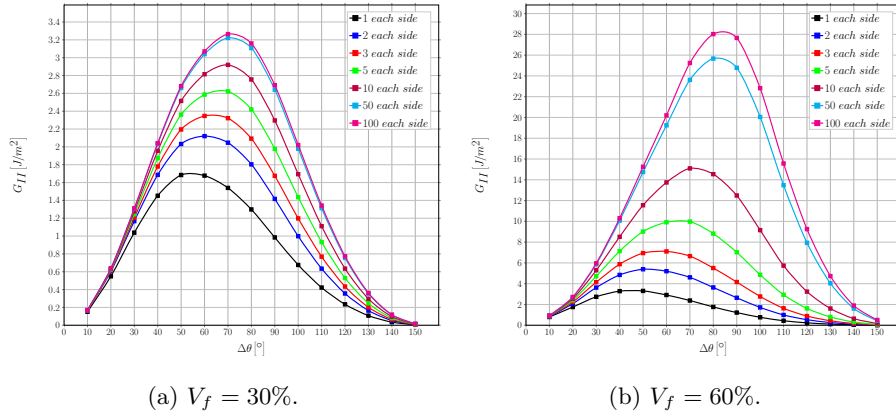 3.4
3.2
3
2.8
2.6
2.4
2.2
2
1.8
1.6
1.4
1.2
1
0.8
0.6
0.4
0.2
0
G_{II} [J/m²]
0 10 20 30 40 50 60 70 80 90 100 110 120 130 140 150
Δθ [°]
1 each side
2 each side
3 each side
5 each side
10 each side
50 each side
100 each side
(a) V_f = 30%.
30
28
26
24
22
20
18
16
14
12
10
8
6
4
2
0
G_{II} [J/m²]
0 10 20 30 40 50 60 70 80 90 100 110 120 130 140 150
Δθ [°]
1 each side
2 each side
3 each side
5 each side
10 each side
50 each side
100 each side
(b) V_f = 60%.